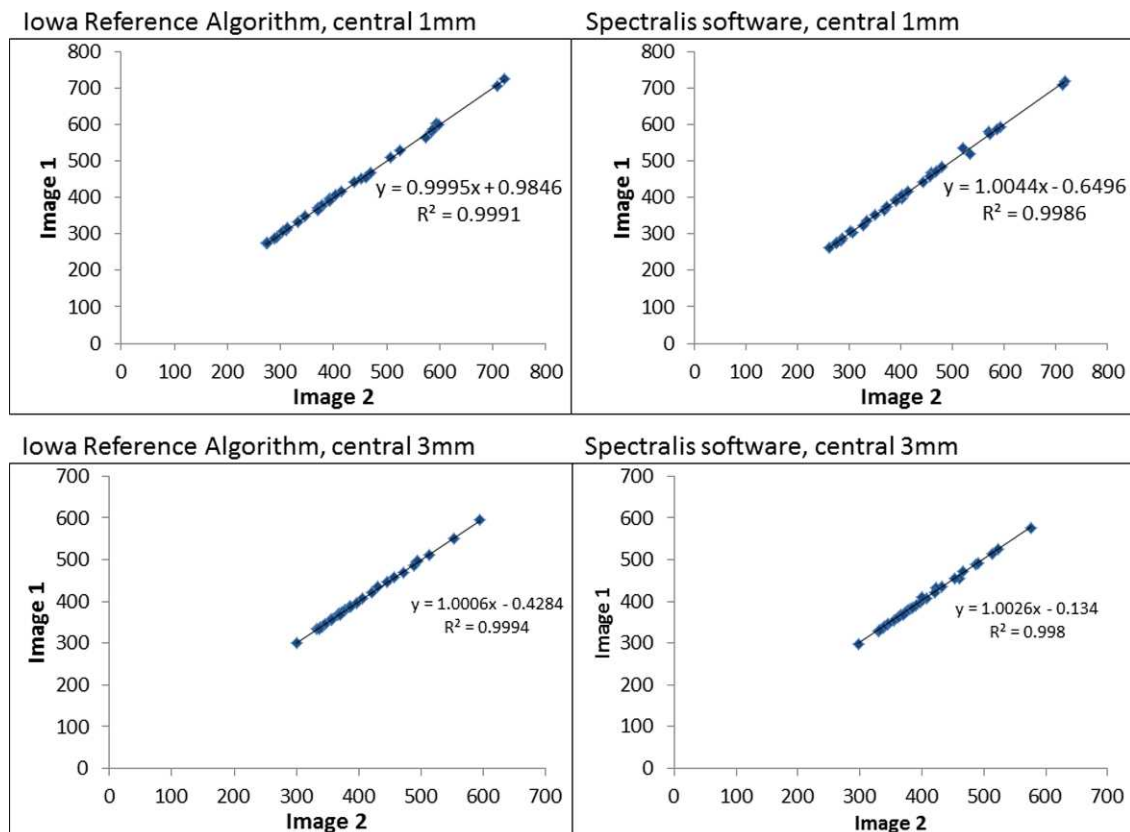 Iowa Reference Algorithm, central 1mm
800
700
600
500
400
300
200
100
0
Image 1
y = 0.9995x + 0.9846
R² = 0.9991
0 100 200 300 400 500 600 700 800
Image 2
Spectralis software, central 1mm
800
700
600
500
400
300
200
100
0
Image 1
y = 1.0044x - 0.6496
R² = 0.9986
0 100 200 300 400 500 600 700 800
Image 2
Iowa Reference Algorithm, central 3mm
700
600
500
400
300
200
100
0
Image 1
y = 1.0006x - 0.4284
R² = 0.9994
0 100 200 300 400 500 600 700
Image 2
Spectralis software, central 3mm
700
600
500
400
300
200
100
0
Image 1
y = 1.0026x - 0.134
R² = 0.998
0 100 200 300 400 500 600 700
Image 2